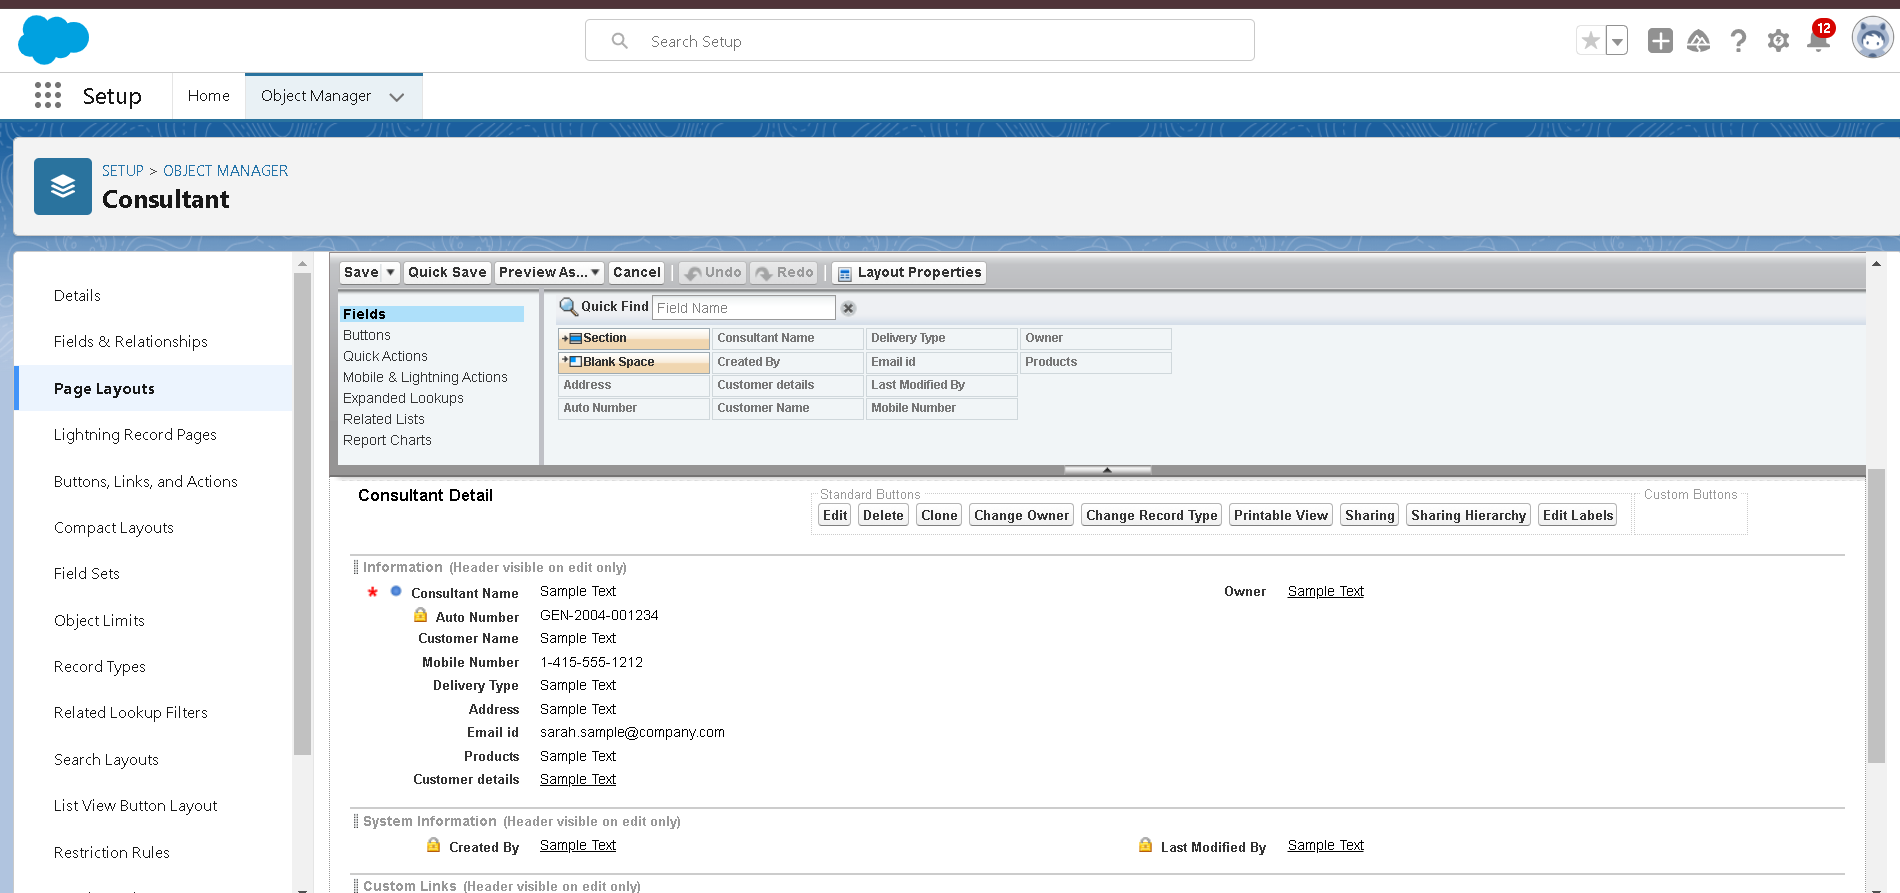 Search Setup
12
Setup
Home
Object Manager
SETUP > OBJECT MANAGER
Consultant
Details
Fields & Relationships
Page Layouts
Lightning Record Pages
Buttons, Links, and Actions
Compact Layouts
Field Sets
Object Limits
Record Types
Related Lookup Filters
Search Layouts
List View Button Layout
Restriction Rules
Save Quick Save Preview As... Cancel Undo Redo Layout Properties
Fields
Buttons
Quick Actions
Mobile & Lightning Actions
Expanded Lookups
Related Lists
Report Charts
Quick Find Field Name
Section Consultant Name Delivery Type Owner
Blank Space Created By Email id Products
Address Customer details Last Modified By
Auto Number Customer Name Mobile Number
Consultant Detail
Standard Buttons
Custom Buttons
Edit Delete Clone Change Owner Change Record Type Printable View Sharing Sharing Hierarchy Edit Labels
Information (Header visible on edit only)
* Consultant Name Sample Text Owner Sample Text
Auto Number GEN-2004-001234
Customer Name Sample Text
Mobile Number 1-415-555-1212
Delivery Type Sample Text
Address Sample Text
Email id sarah.sample@company.com
Products Sample Text
Customer details Sample Text
System Information (Header visible on edit only)
Created By Sample Text Last Modified By Sample Text
Custom Links (Header visible on edit only)